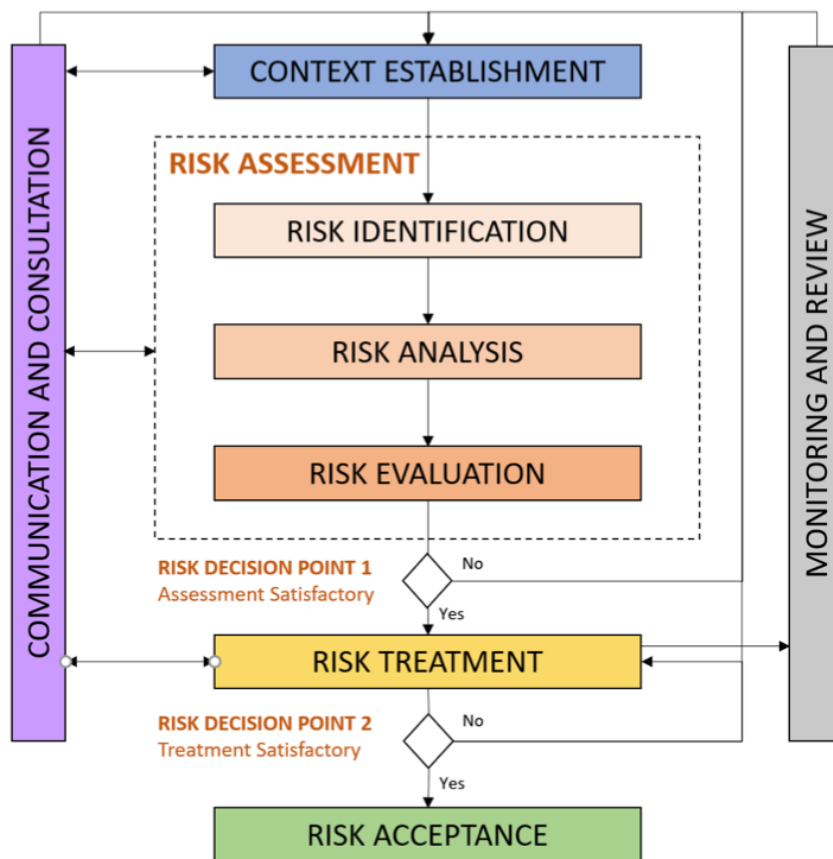 CONTEXT ESTABLISHMENT
RISK ASSESSMENT
RISK IDENTIFICATION
RISK ANALYSIS
RISK EVALUATION
RISK DECISION POINT 1
Assessment Satisfactory
No
Yes
RISK TREATMENT
RISK DECISION POINT 2
Treatment Satisfactory
No
Yes
RISK ACCEPTANCE
COMMUNICATION AND CONSULTATION
MONITORING AND REVIEW